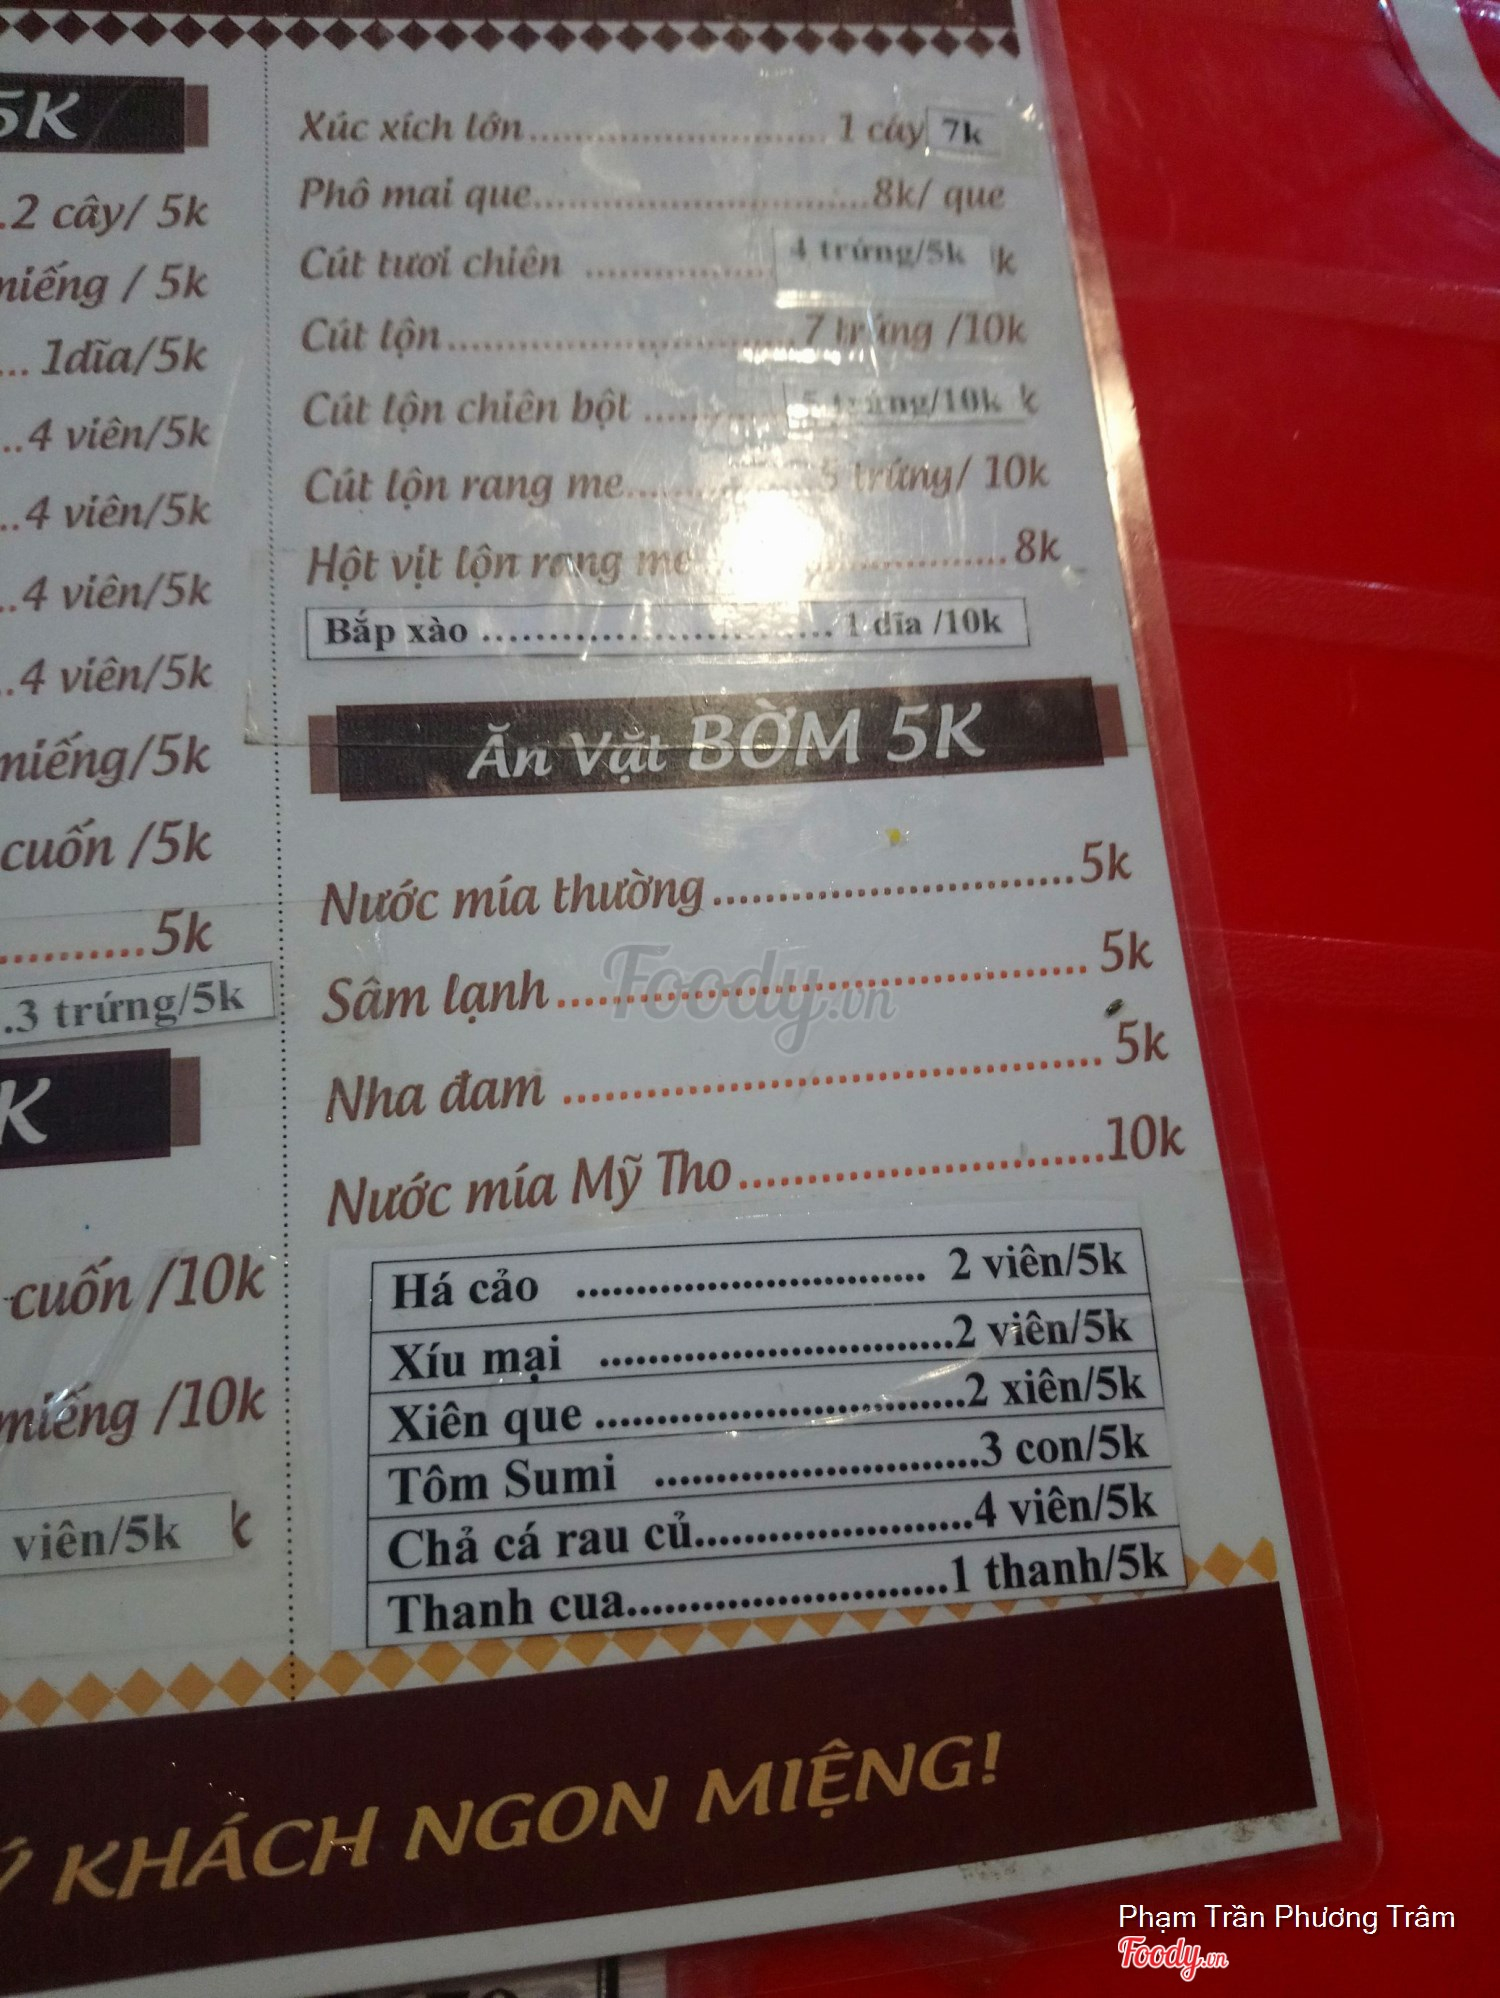 5K
..2 cây/ 5k
miếng / 5k
... 1dĩa/5k
...4 viên/5k
...4 viên/5k
...4 viên/5k
...4 viên/5k
miếng/5k
cuốn /5k
..........5k
.3 trứng/5k
K
cuốn /10k
miếng /10k
viên/5k k
Xúc xích lớn............................ 1 cây 7k
Phô mai que................................8k/ que
Cút tươi chiên ................. 4 trứng/5k k
Cút lộn.................................7 trứng /10k
Cút lộn chiên bột ............ 5 trứng/10k k
Cút lộn rang me.......... 5 trứng/ 10k
Hột vịt lộn rang me ...............8k
Bắp xào ........................... 1 dĩa /10k
Ăn Vặt BỜM 5K
Nước mía thường............................5k
Sâm lạnh........................................ 5k
Nha đam ........................................ 5k
Nước mía Mỹ Tho............................10k
Há cảo ............................. 2 viên/5k
Xíu mại .............................2 viên/5k
Xiên que ..............................2 xiên/5k
Tôm Sumi ...........................3 con/5k
Chả cá rau củ.......................4 viên/5k
Thanh cua..........................1 thanh/5k
Ý KHÁCH NGON MIỆNG!
Foody.vn
Phạm Trần Phương Trâm
Foody.vn